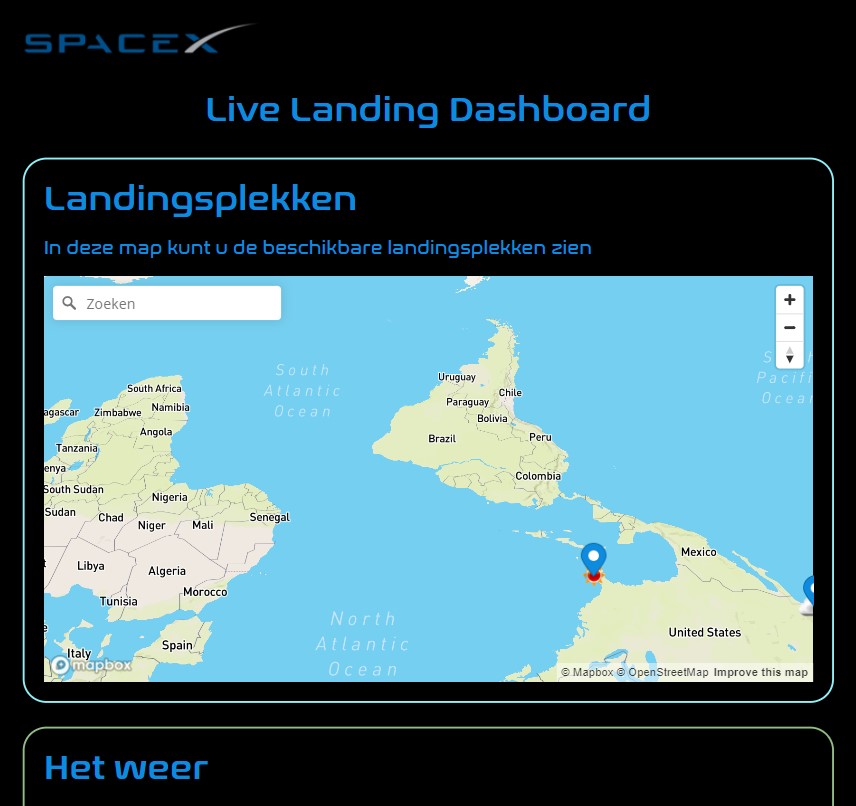 SPACEX
Live Landing Dashboard
Landingsplekken
In deze map kunt u de beschikbare landingsplekken zien
Zoeken
South
Atlantic
Ocean
South Africa
Namibia
Zimbabwe
agascar
Angola
Tanzania
enya
South Sudan
Sudan
Chad
Nigeria
Niger
Mali
Senegal
Libya
Algeria
Tunisia
Morocco
Italy
Spain
Uruguay
Chile
Paraguay
Bolivia
Brazil
Peru
Colombia
Mexico
United States
North
Atlantic
Ocean
mapbox
© Mapbox © OpenStreetMap Improve this map
Het weer